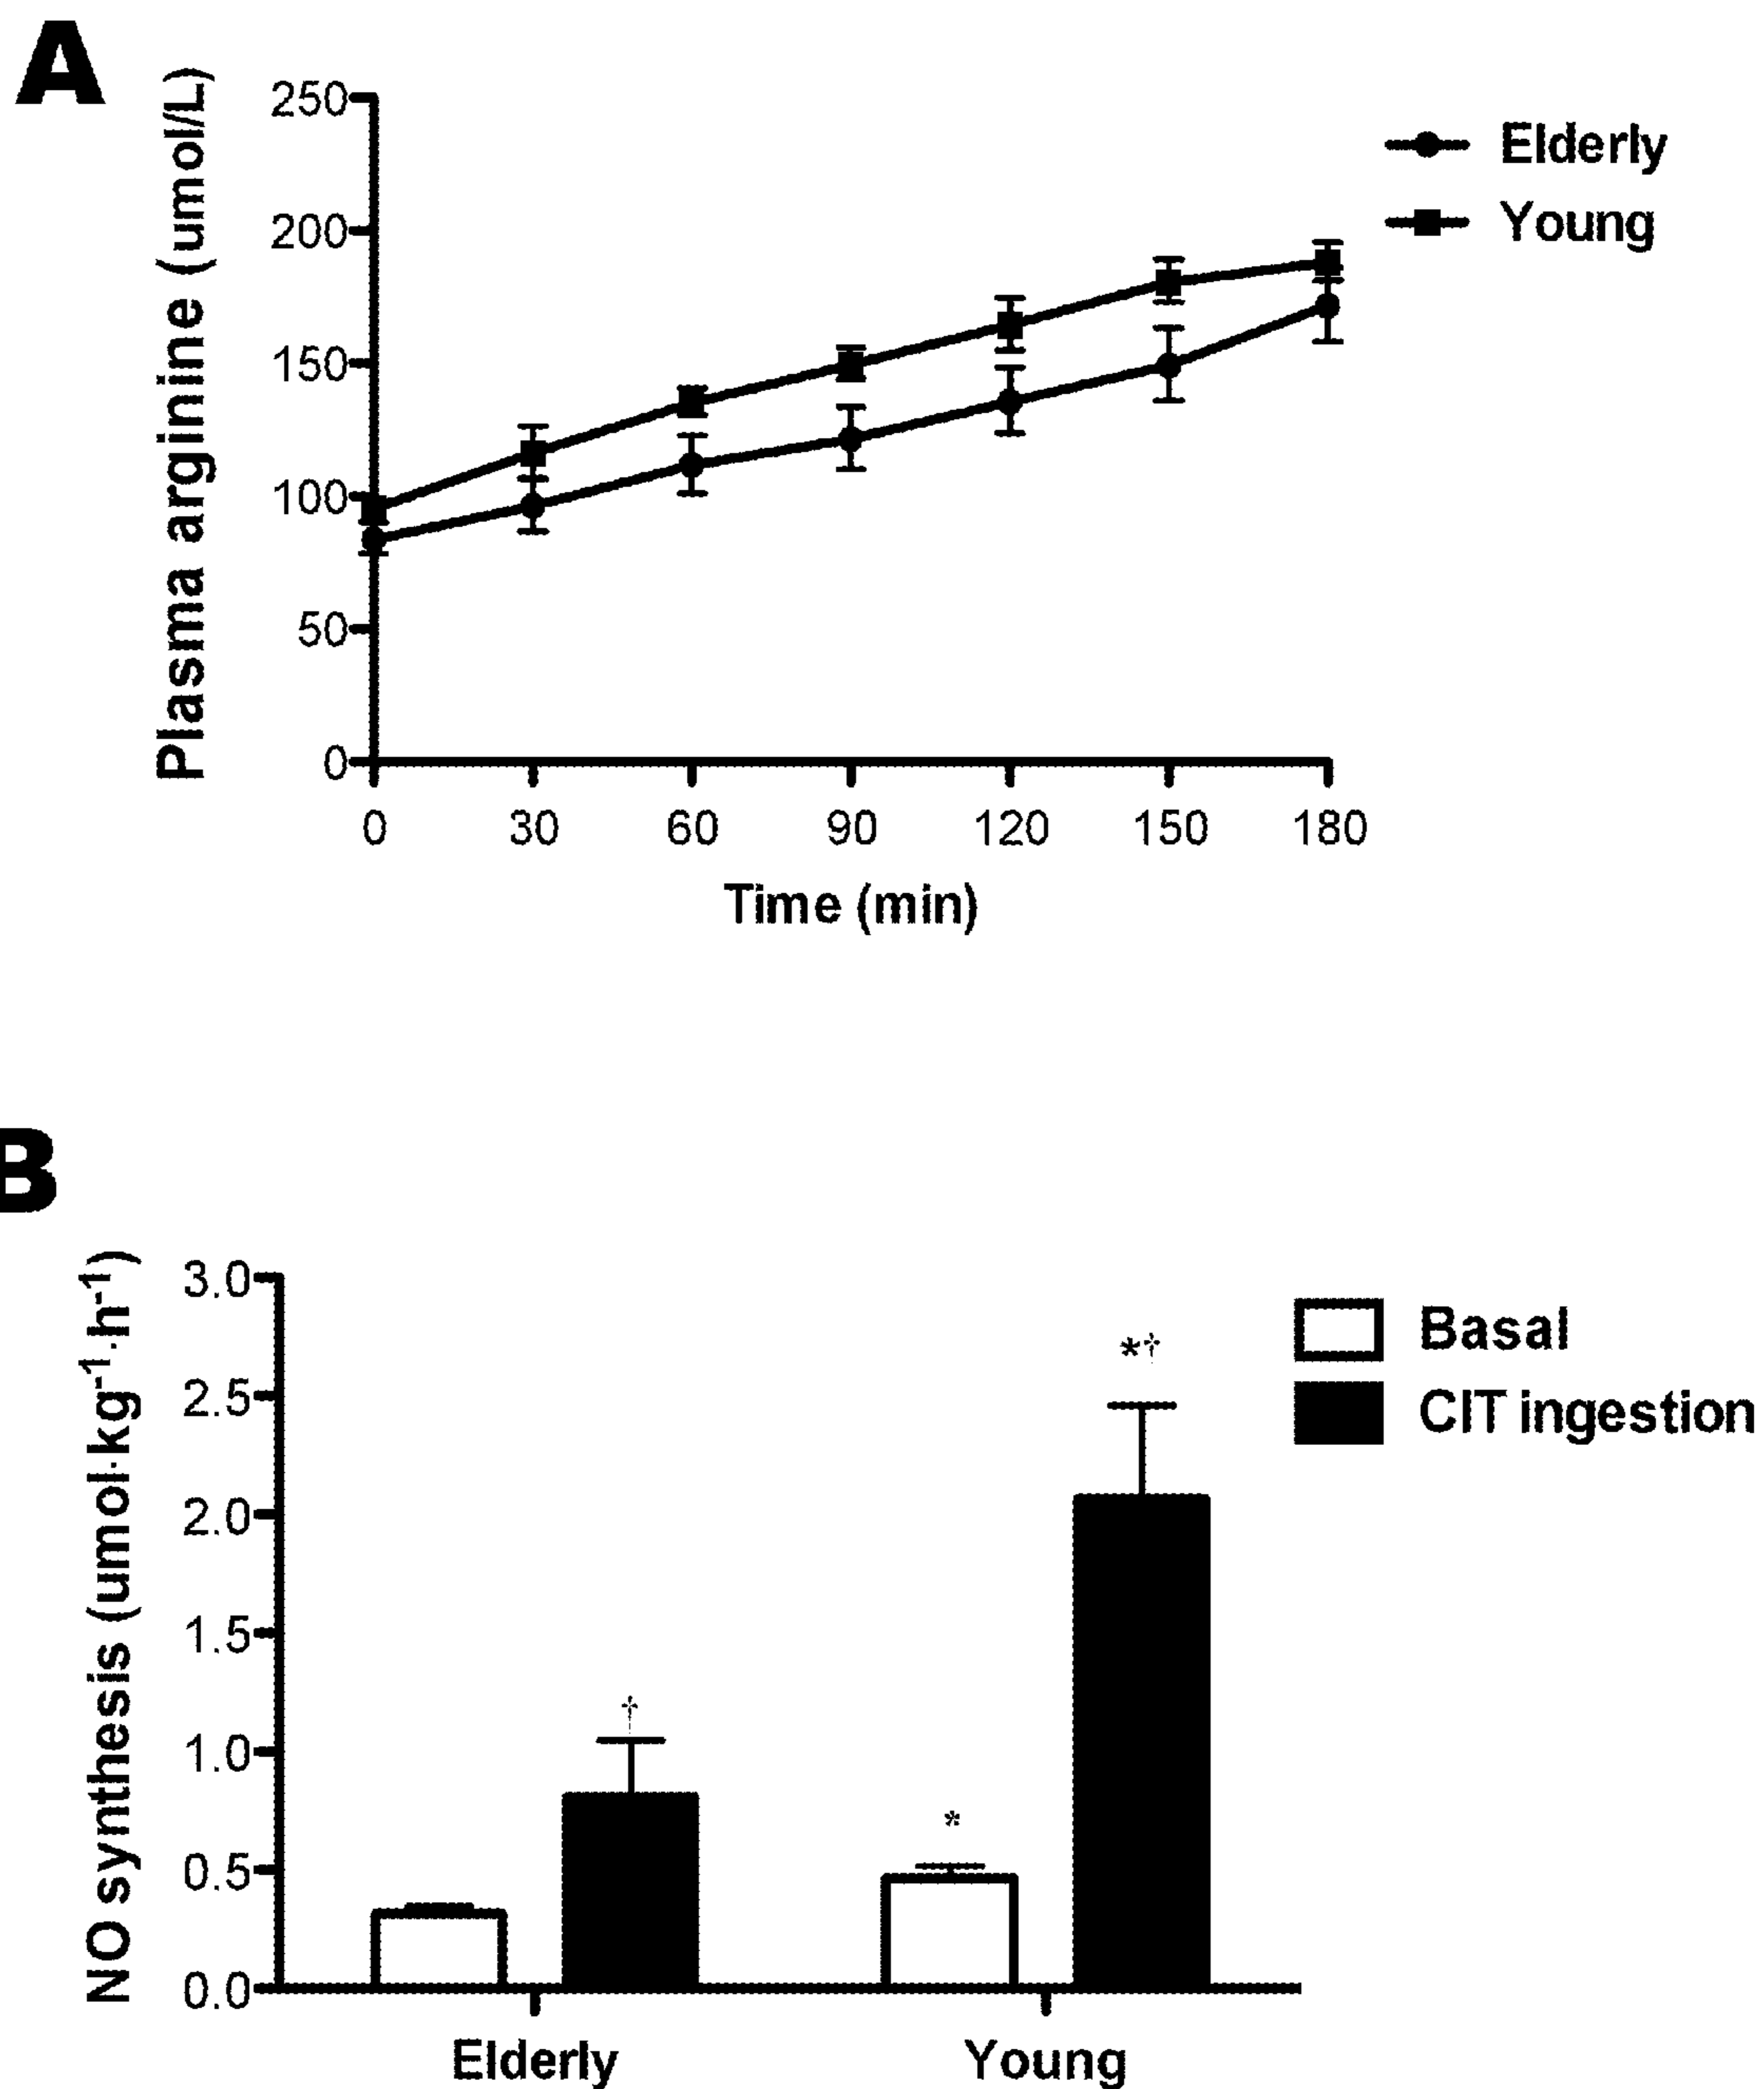 A
Plasma arginine (umol/L)
250
200
150
100
50
0
0 30 60 90 120 150 180
Time (min)
Elderly
Young
B
NO synthesis (umol·kg⁻¹·h⁻¹)
3.0
2.5
2.0
1.5
1.0
0.5
0.0
†
*
*†
Elderly Young
Basal
CIT ingestion